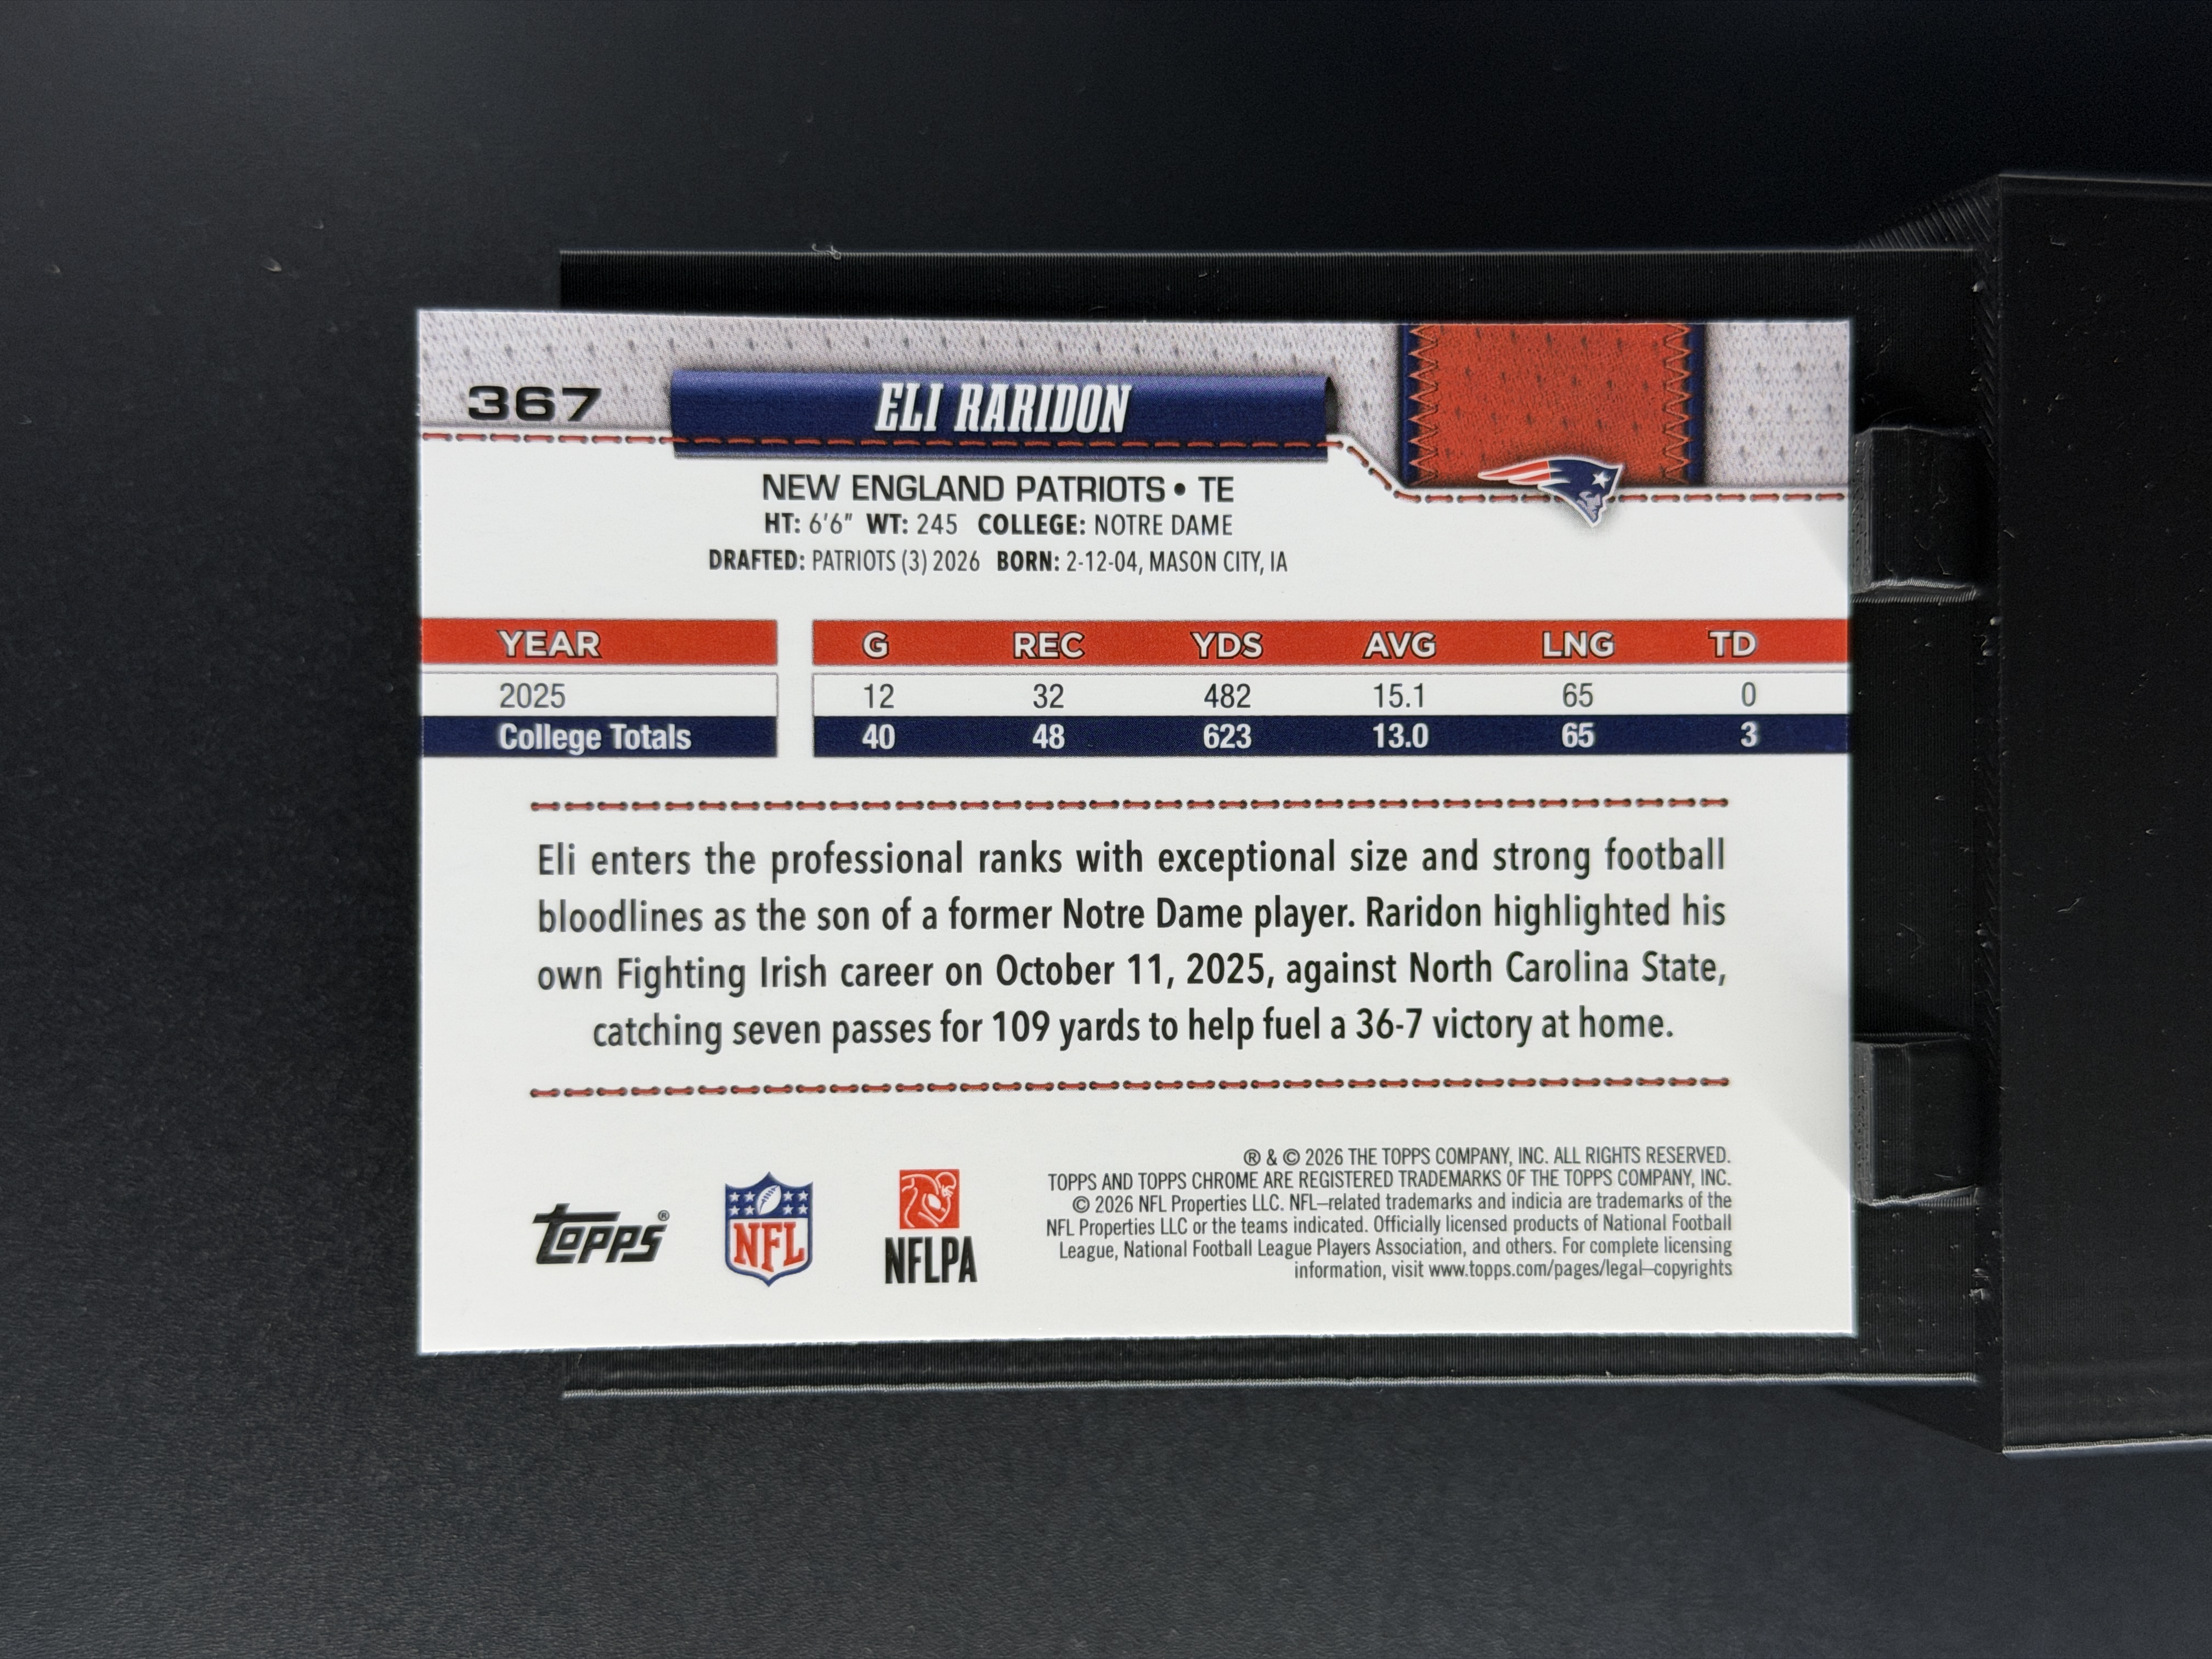 367
ELI RARIDON
NEW ENGLAND PATRIOTS • TE
HT: 6'6" WT: 245 COLLEGE: NOTRE DAME
DRAFTED: PATRIOTS (3) 2026 BORN: 2-12-04, MASON CITY, IA
YEAR G REC YDS AVG LNG TD
2025 12 32 482 15.1 65 0
College Totals 40 48 623 13.0 65 3
Eli enters the professional ranks with exceptional size and strong football
bloodlines as the son of a former Notre Dame player. Raridon highlighted his
own Fighting Irish career on October 11, 2025, against North Carolina State,
catching seven passes for 109 yards to help fuel a 36-7 victory at home.
topps®
NFL
NFLPA
® & © 2026 THE TOPPS COMPANY, INC. ALL RIGHTS RESERVED.
TOPPS AND TOPPS CHROME ARE REGISTERED TRADEMARKS OF THE TOPPS COMPANY, INC.
© 2026 NFL Properties LLC. NFL-related trademarks and indicia are trademarks of the
NFL Properties LLC or the teams indicated. Officially licensed products of National Football
League, National Football League Players Association, and others. For complete licensing
information, visit www.topps.com/pages/legal-copyrights